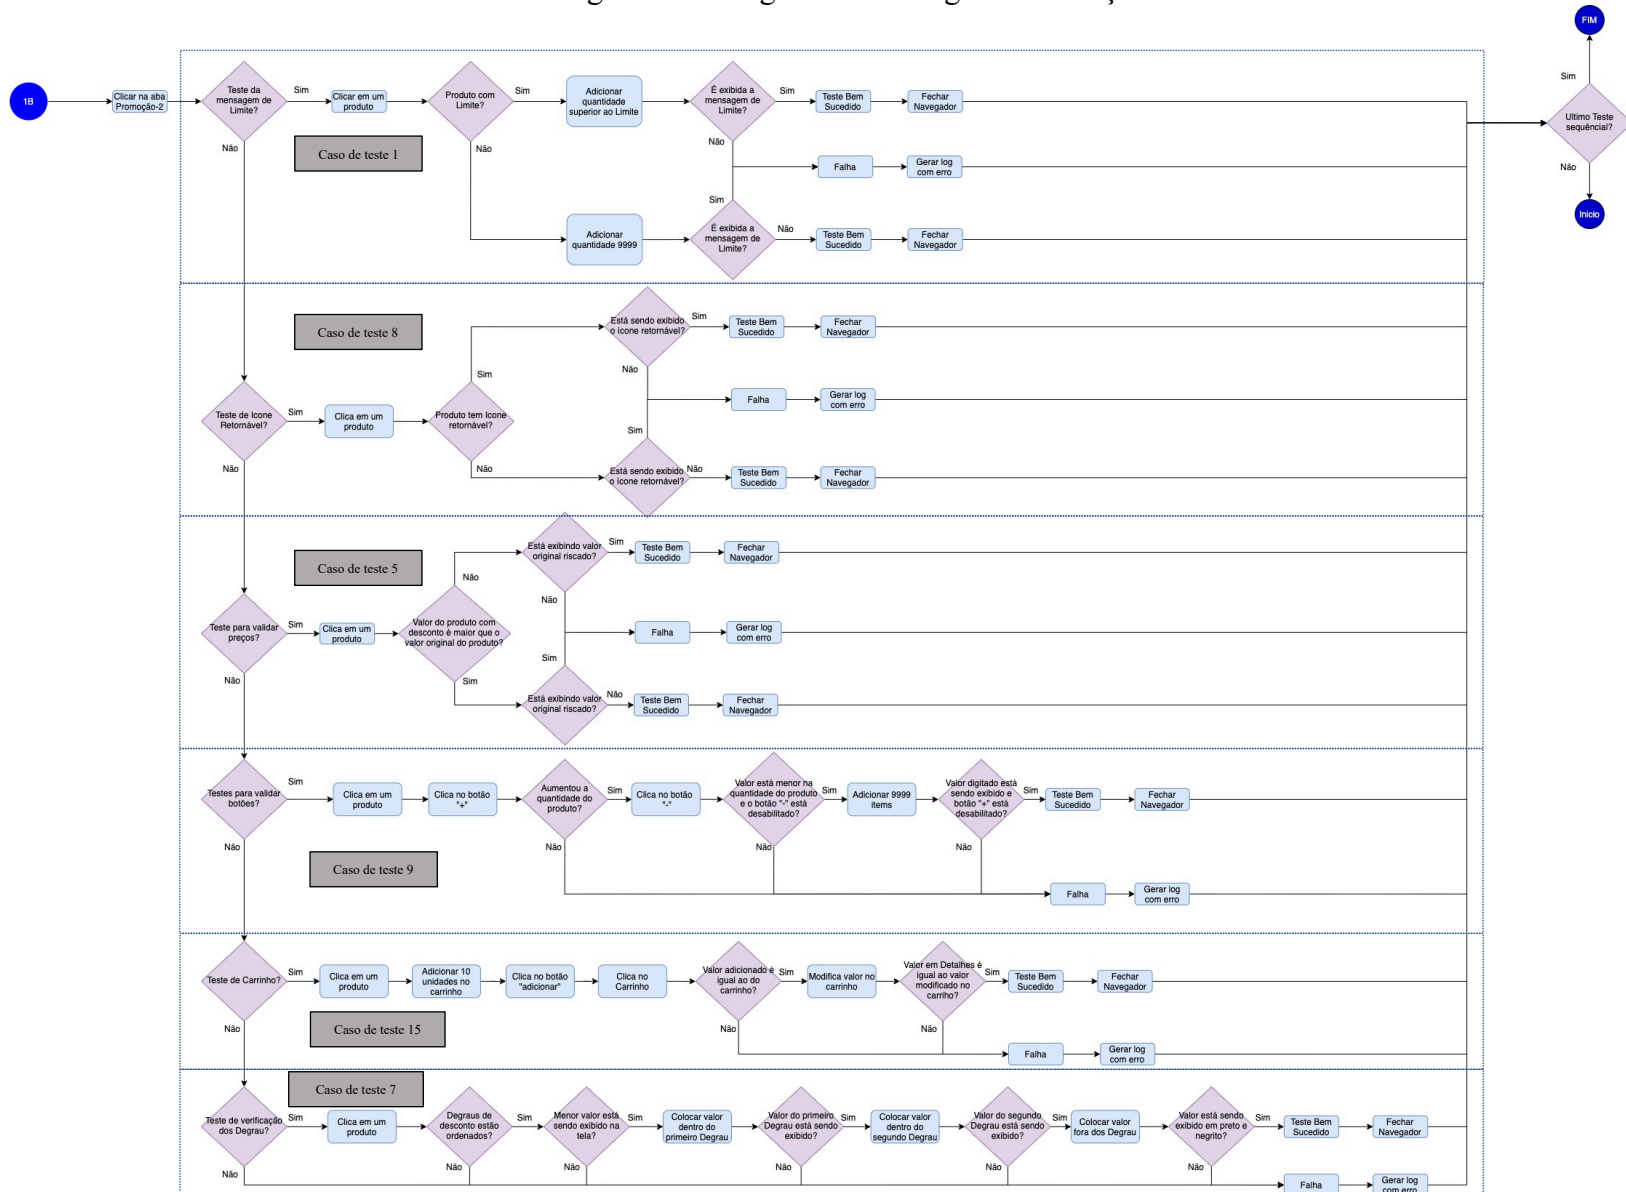 FIM
1B
Clicar na aba
Promoção-2
Teste da
mensagem de
Limite?
Sim
Não
Clicar em um
produto
Produto com
Limite?
Sim
Não
Adicionar
quantidade
superior ao Limite
É exibida a
mensagem de
Limite?
Sim
Não
Teste Bem
Sucedido
Fechar
Navegador
Sim
Ultimo Teste
sequêncial?
Não
Inicio
Caso de teste 1
Falha
Gerar log
com erro
Adicionar
quantidade 9999
Sim
É exibida a
mensagem de
Limite?
Não
Teste Bem
Sucedido
Fechar
Navegador
Caso de teste 8
Está sendo exibido
o ícone retornável?
Sim
Não
Teste Bem
Sucedido
Fechar
Navegador
Teste de Icone
Retornável?
Sim
Não
Clica em um
produto
Produto tem Icone
retornável?
Sim
Não
Falha
Gerar log
com erro
Sim
Está sendo exibido
o ícone retornável?
Não
Teste Bem
Sucedido
Fechar
Navegador
Caso de teste 5
Está exibindo valor
original riscado?
Sim
Não
Teste Bem
Sucedido
Fechar
Navegador
Teste para validar
preços?
Sim
Não
Clica em um
produto
Valor do produto com
desconto é maior que o
valor original do produto?
Não
Sim
Falha
Gerar log
com erro
Sim
Está exibindo valor
original riscado?
Não
Teste Bem
Sucedido
Fechar
Navegador
Testes para validar
botões?
Sim
Não
Clica em um
produto
Clica no botão
"+"
Aumentou a
quantidade do
produto?
Sim
Não
Clica no botão
"-"
Valor está menor na
quantidade do produto
e o botão "-" está
desabilitado?
Sim
Não
Adicionar 9999
items
Valor digitado está
sendo exibido e
botão "+" está
desabilitado?
Sim
Não
Teste Bem
Sucedido
Fechar
Navegador
Caso de teste 9
Falha
Gerar log
com erro
Teste de Carrinho?
Sim
Não
Clica em um
produto
Adicionar 10
unidades no
carrinho
Clica no botão
"adicionar"
Clica no
Carrinho
Valor adicionado é
igual ao do
carrinho?
Sim
Não
Modifica valor no
carrinho
Valor em Detalhes é
igual ao valor
modificado no
carriho?
Sim
Não
Teste Bem
Sucedido
Fechar
Navegador
Caso de teste 15
Falha
Gerar log
com erro
Caso de teste 7
Teste de verificação
dos Degrau?
Sim
Não
Clica em um
produto
Degraus de
desconto estão
ordenados?
Sim
Não
Menor valor está
sendo exibido na
tela?
Sim
Não
Colocar valor
dentro do
primeiro Degrau
Valor do primeiro
Degrau está sendo
exibido?
Sim
Não
Colocar valor
dentro do
segundo Degrau
Valor do segundo
Degrau está sendo
exibido?
Sim
Não
Colocar valor
fora dos Degrau
Valor está sendo
exibido em preto e
negrito?
Sim
Não
Teste Bem
Sucedido
Fechar
Navegador
Falha
Gerar log
com erro